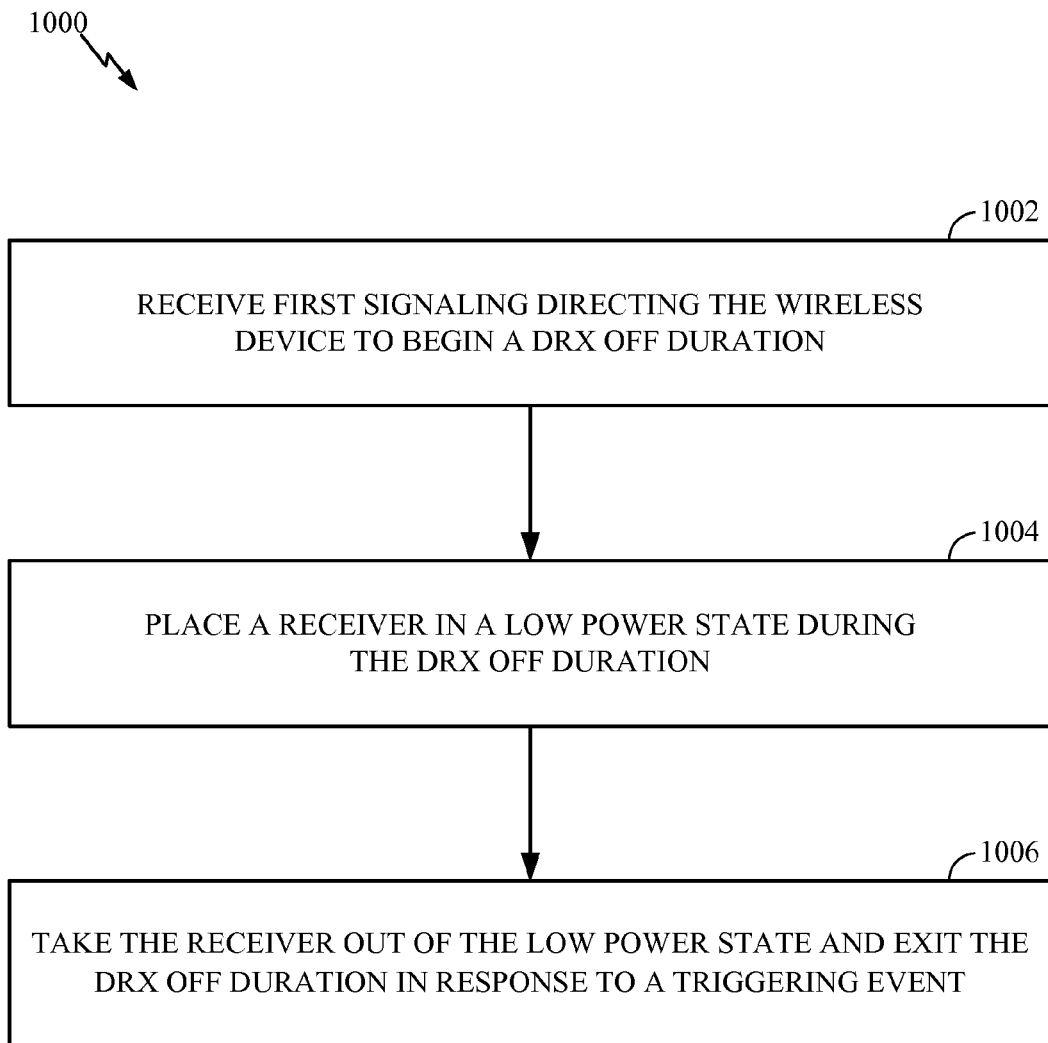 1000
1002
RECEIVE FIRST SIGNALING DIRECTING THE WIRELESS
DEVICE TO BEGIN A DRX OFF DURATION
1004
PLACE A RECEIVER IN A LOW POWER STATE DURING
THE DRX OFF DURATION
1006
TAKE THE RECEIVER OUT OF THE LOW POWER STATE AND EXIT THE
DRX OFF DURATION IN RESPONSE TO A TRIGGERING EVENT